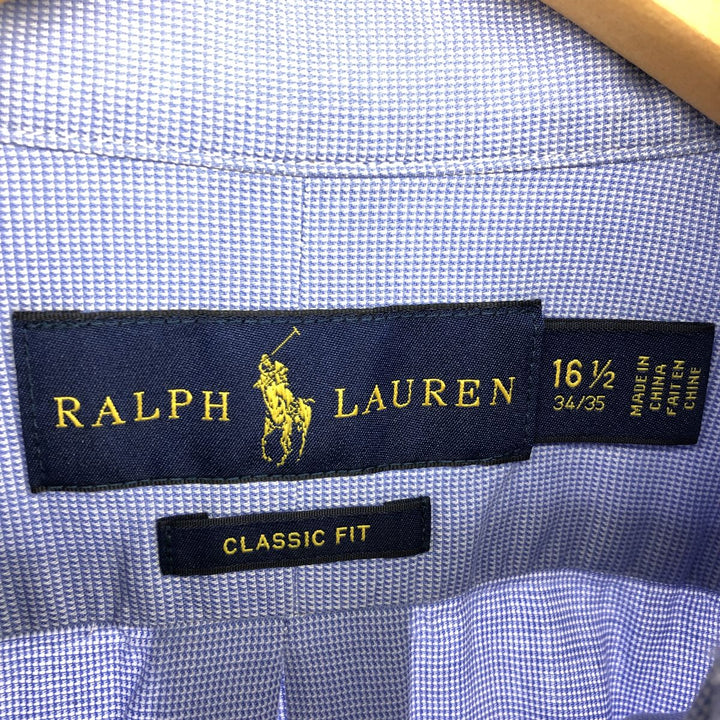 RALPH LAUREN
16 ½
34/35
MADE IN
CHINA
FAIT EN
CHINE
CLASSIC FIT